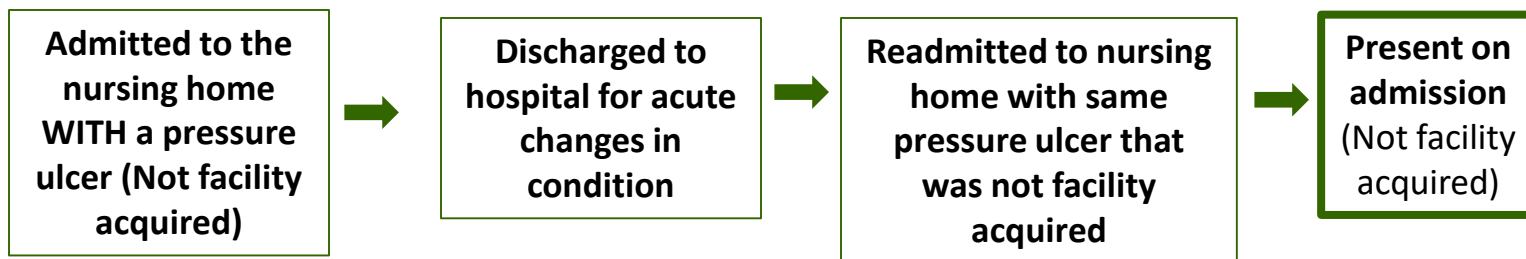 Admitted to the
nursing home
WITH a pressure
ulcer (Not facility
acquired)
Discharged to
hospital for acute
changes in
condition
Readmitted to nursing
home with same
pressure ulcer that
was not facility
acquired
Present on
admission
(Not facility
acquired)